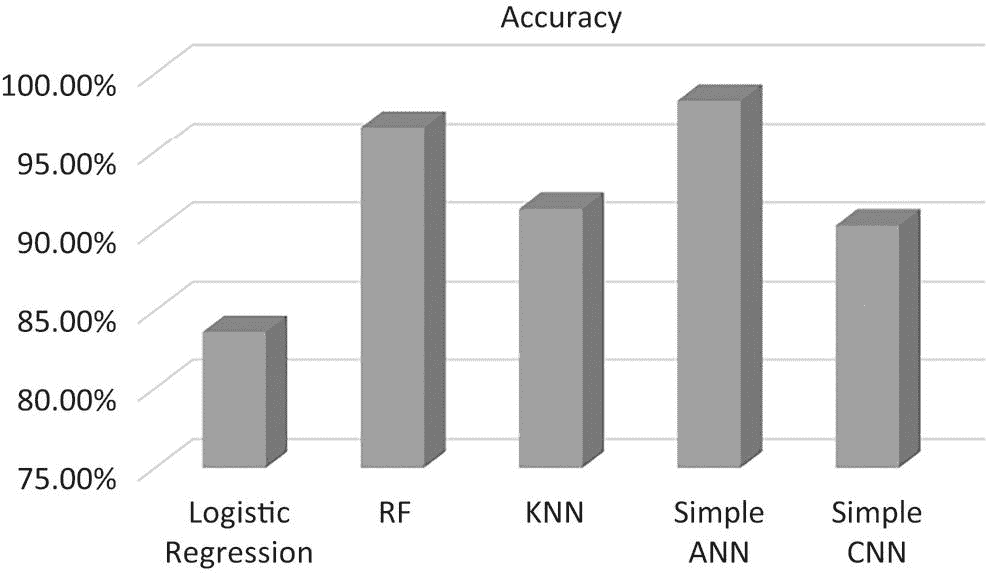 Accuracy
100.00%
95.00%
90.00%
85.00%
80.00%
75.00%
Logistic
Regression
RF
KNN
Simple
ANN
Simple
CNN